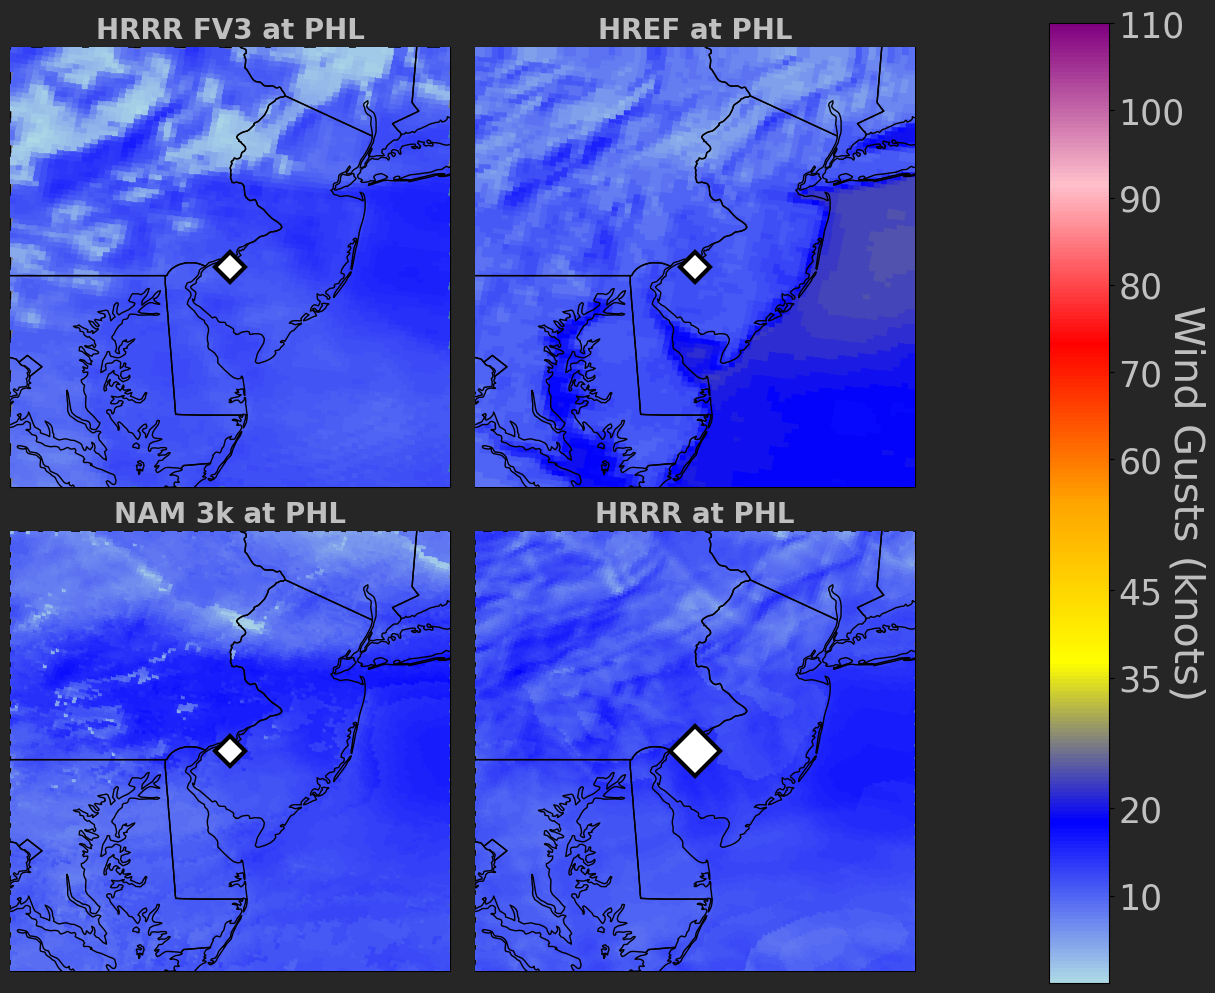 HRRR FV3 at PHL
HREF at PHL
NAM 3k at PHL
HRRR at PHL
110
100
90
80
70
60
45
35
20
10
Wind Gusts (knots)